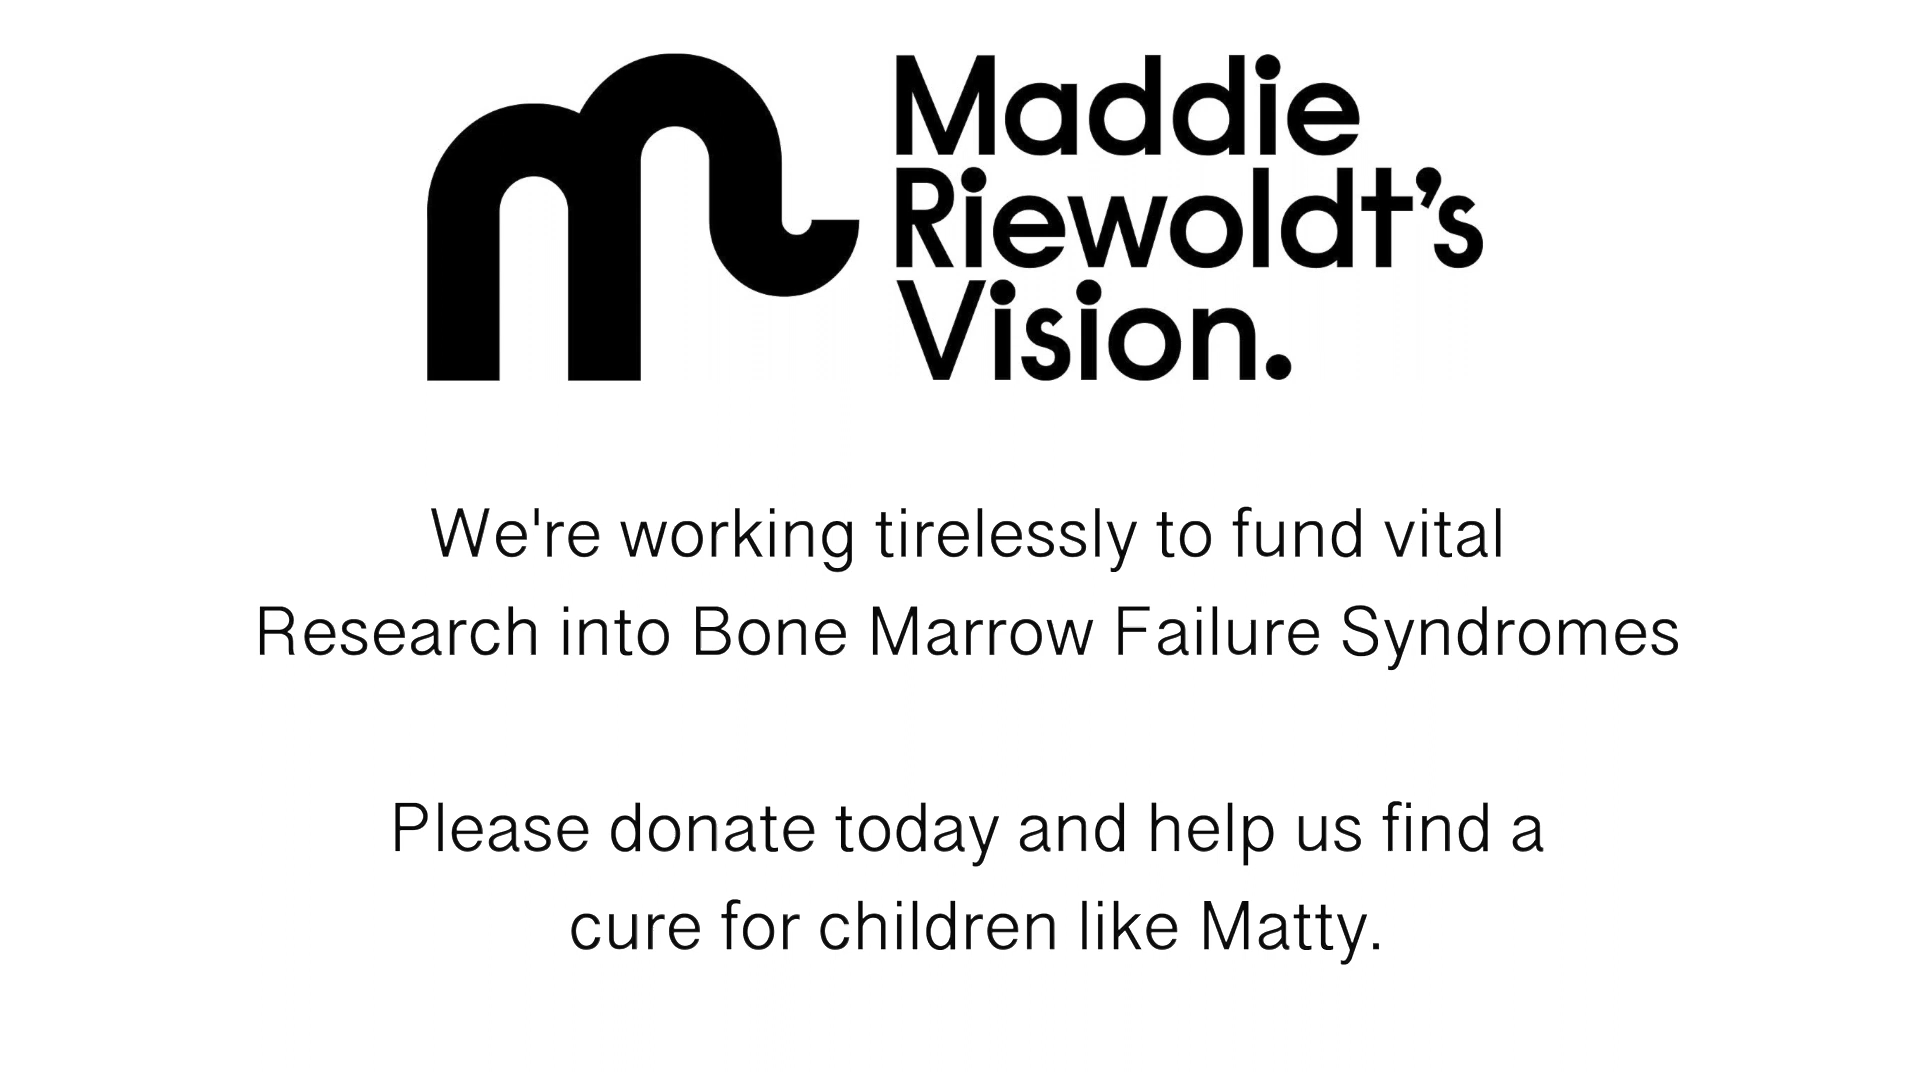 Maddie
Riewoldt’s
Vision.
We're working tirelessly to fund vital
Research into Bone Marrow Failure Syndromes
Please donate today and help us find a
cure for children like Matty.